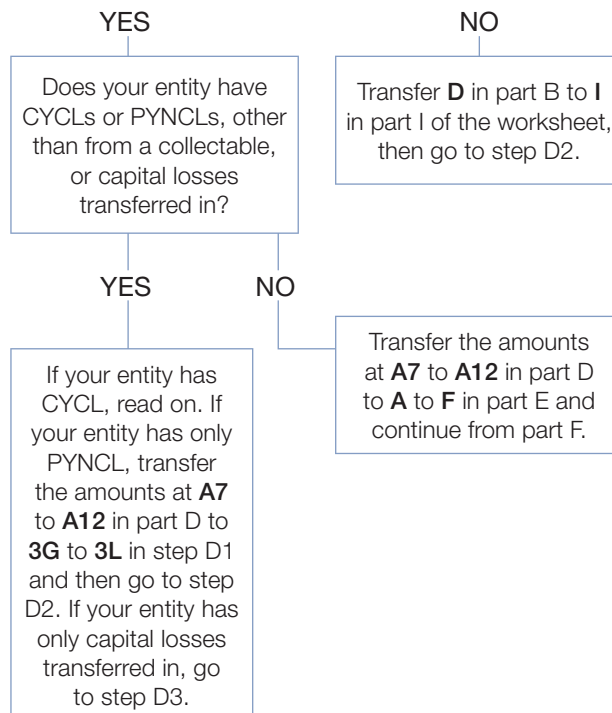 YES
NO
Does your entity have
CYCLs or PYNCLs, other
than from a collectable,
or capital losses
transferred in?
Transfer D in part B to I
in part I of the worksheet,
then go to step D2.
YES
NO
If your entity has
CYCL, read on. If
your entity has only
PYNCL, transfer
the amounts at A7
to A12 in part D to
3G to 3L in step D1
and then go to step
D2. If your entity has
only capital losses
transferred in, go
to step D3.
Transfer the amounts
at A7 to A12 in part D
to A to F in part E and
continue from part F.